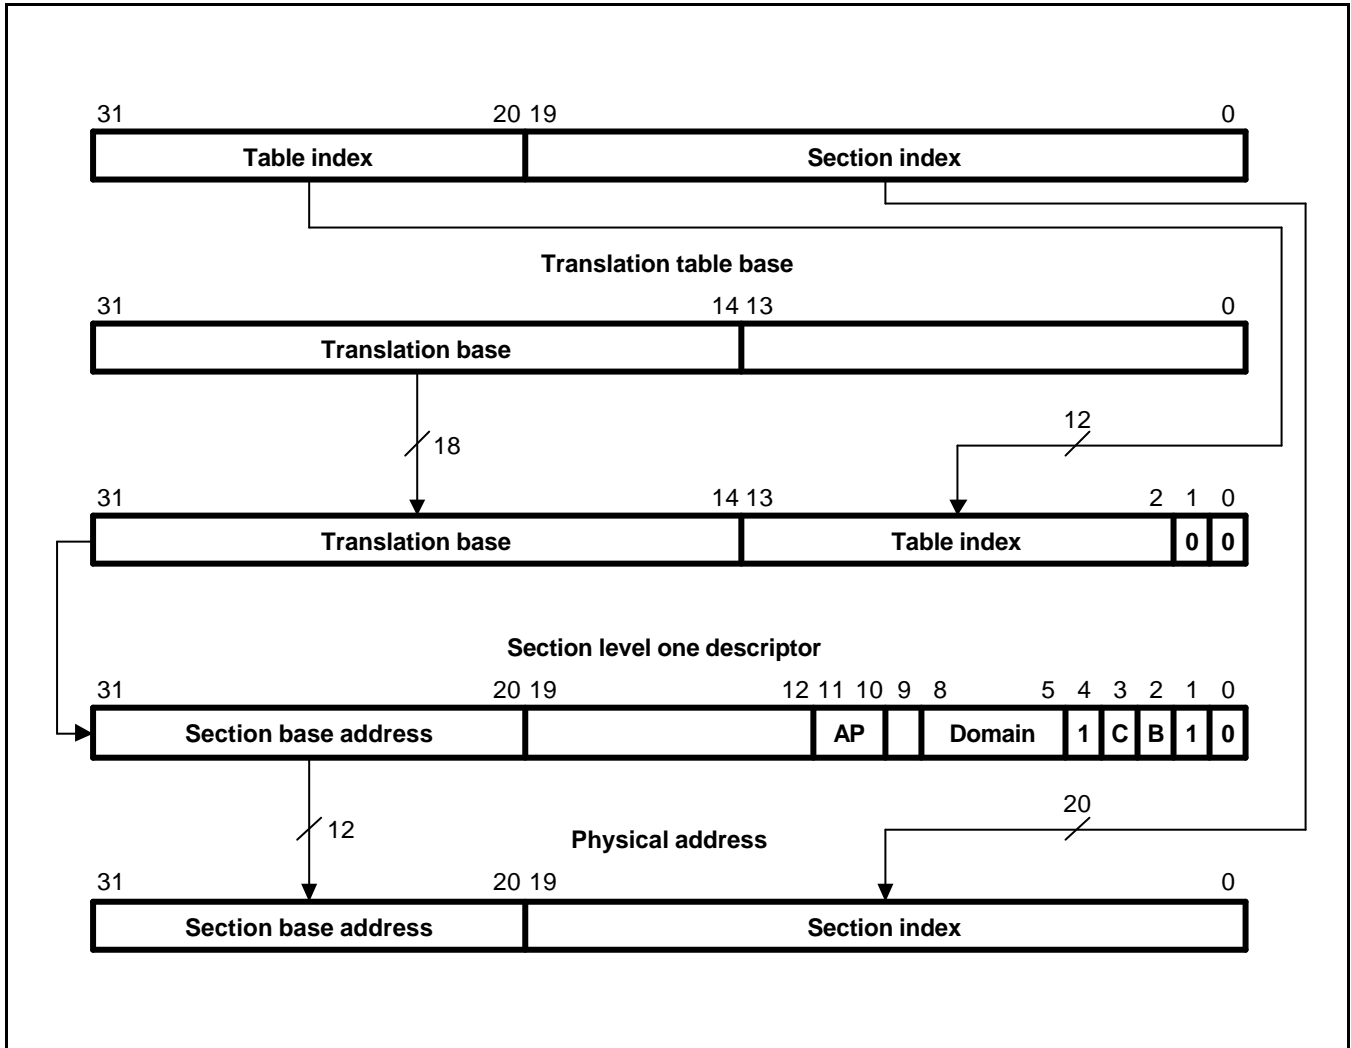 31 20 19 0
Table index Section index
Translation table base
31 14 13 0
Translation base
12
18
31 14 13 2 1 0
Translation base Table index 0 0
Section level one descriptor
31 20 19 12 11 10 9 8 5 4 3 2 1 0
Section base address AP Domain 1 C B 1 0
20
12
Physical address
31 20 19 0
Section base address Section index